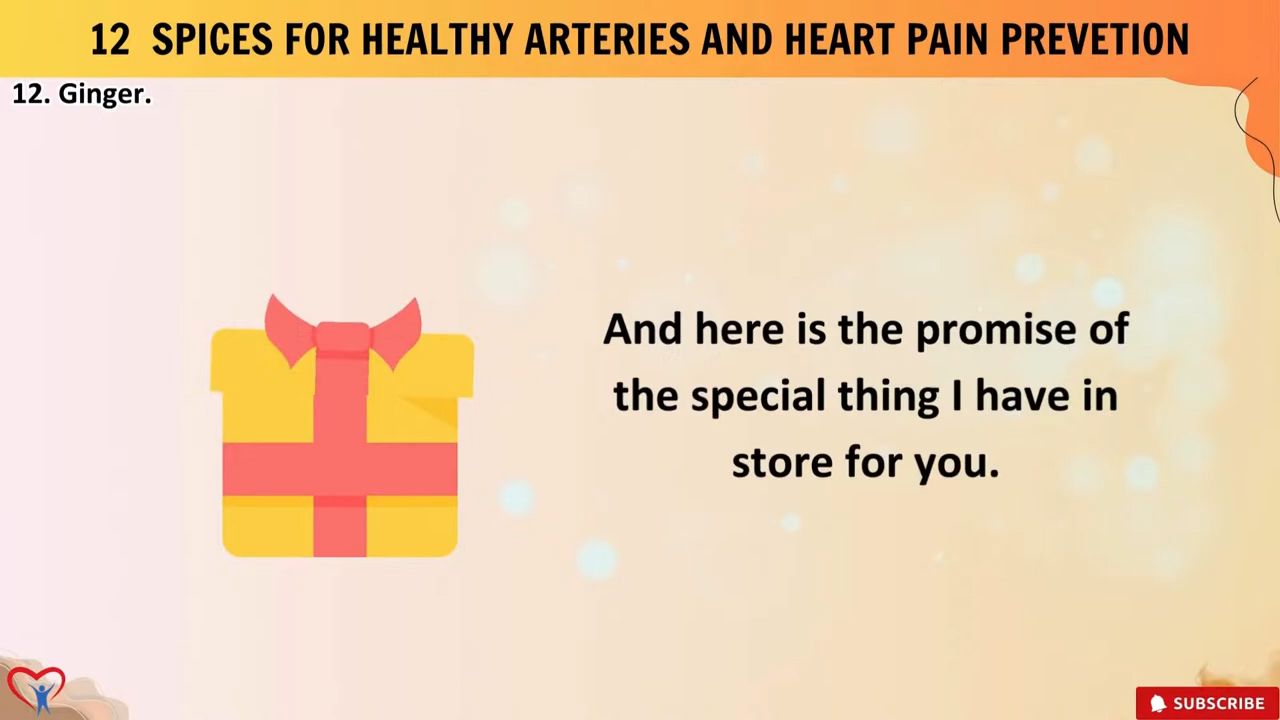 12 SPICES FOR HEALTHY ARTERIES AND HEART PAIN PREVETION
12. Ginger.
And here is the promise of
the special thing I have in
store for you.
SUBSCRIBE